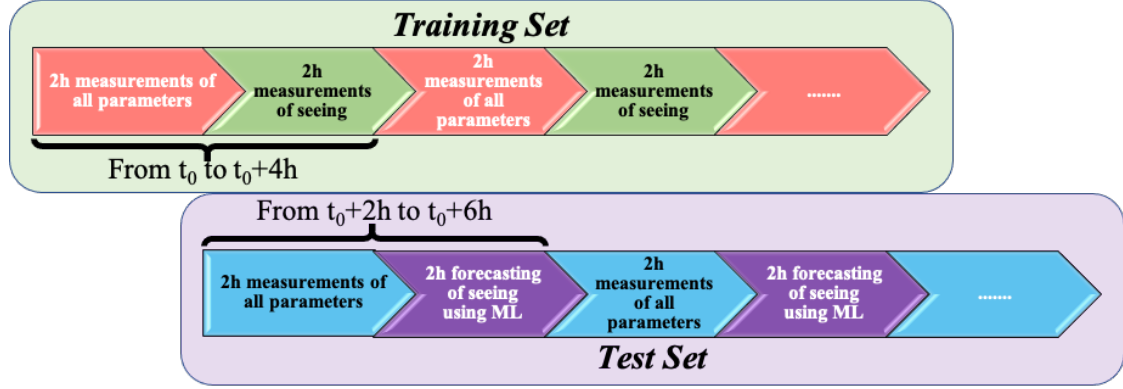 Training Set
2h measurements of
all parameters
2h
measurements
of seeing
2h
measurements
of all
parameters
2h
measurements
of seeing
.......
From t₀ to t₀+4h
From t₀+2h to t₀+6h
2h measurements of
all parameters
2h forecasting
of seeing
using ML
2h
measurements
of all
parameters
2h forecasting
of seeing
using ML
.......
Test Set